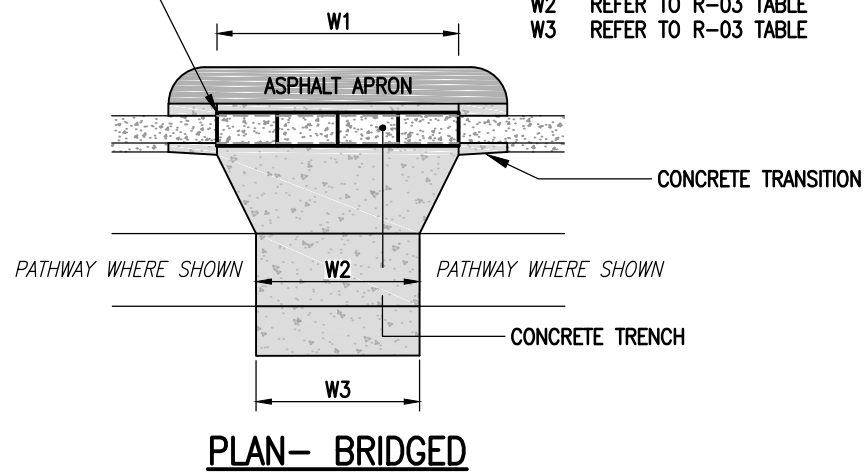 W2 REFER TO R-03 TABLE
W3 REFER TO R-03 TABLE
W1
ASPHALT APRON
CONCRETE TRANSITION
PATHWAY WHERE SHOWN
W2
PATHWAY WHERE SHOWN
CONCRETE TRENCH
W3
PLAN- BRIDGED